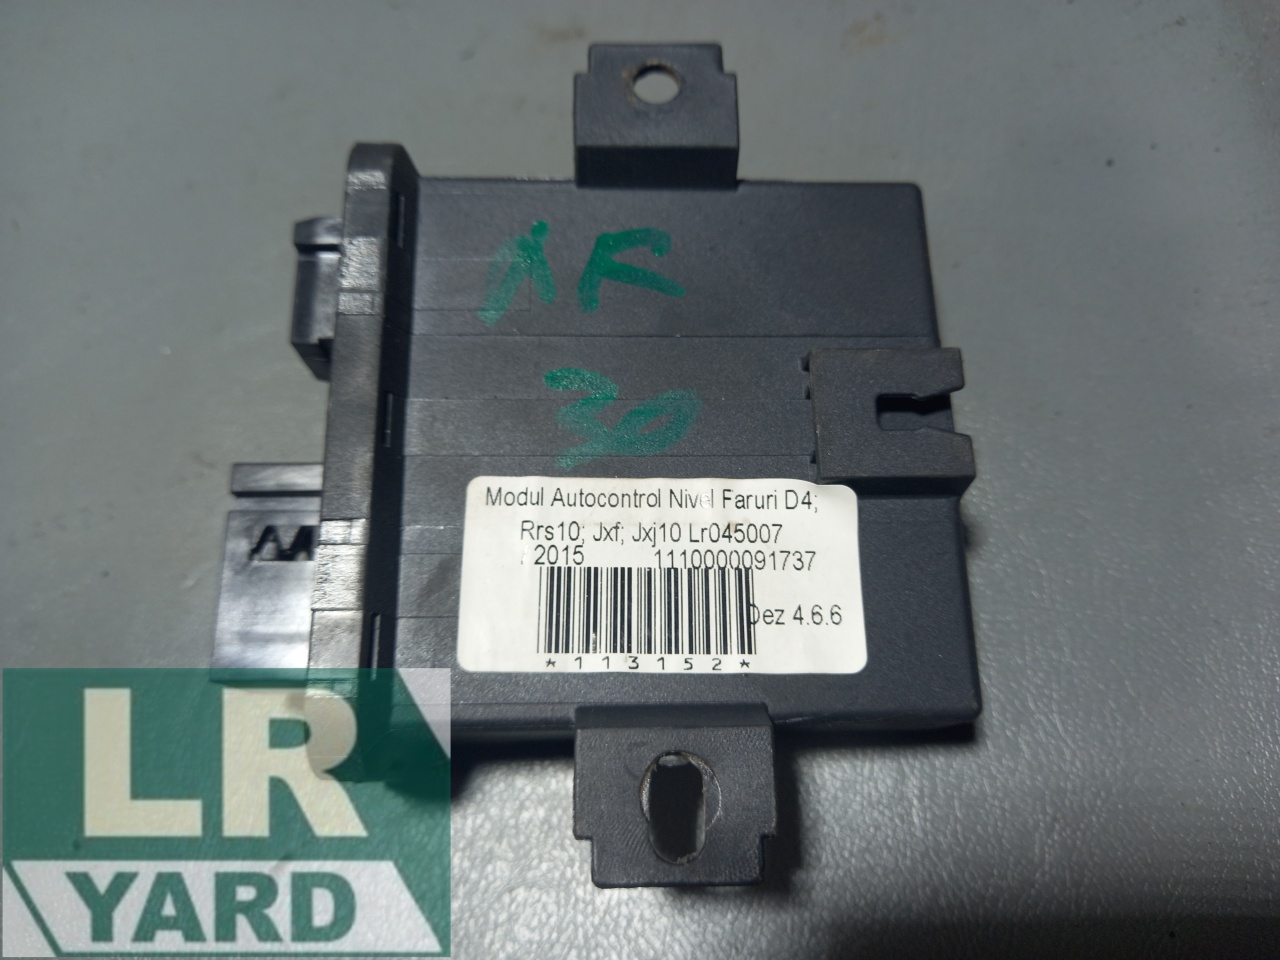 30
Modul Autocontrol Nivel Faruri D4;
Rrs10; Jxf; Jxj10 Lr045007
2015 1110000091737
Dez 4.6.6
*113152*
LR
YARD